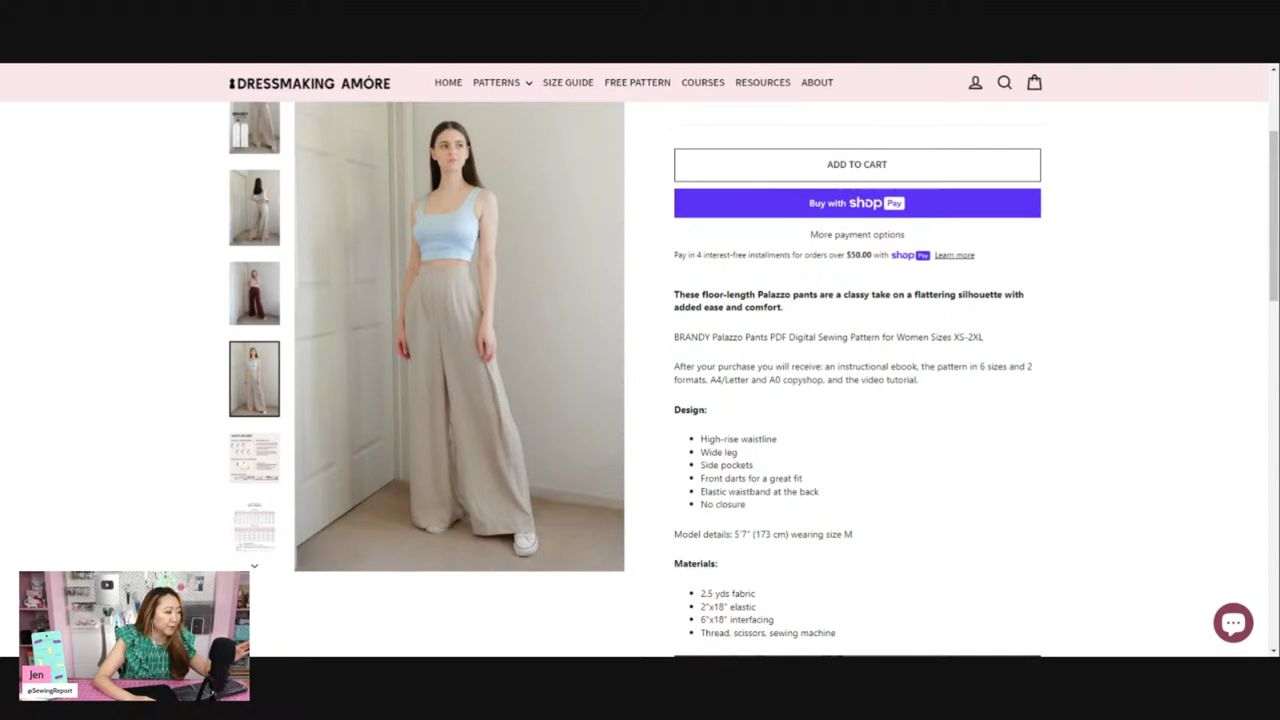 DRESSMAKING AMÓRE
HOME
PATTERNS
SIZE GUIDE
FREE PATTERN
COURSES
RESOURCES
ABOUT
ADD TO CART
Buy with shop Pay
More payment options
Pay in 4 interest-free installments for orders over $50.00 with shop Pay Learn more
These floor-length Palazzo pants are a classy take on a flattering silhouette with
added ease and comfort.
BRANDY Palazzo Pants PDF Digital Sewing Pattern for Women Sizes XS-2XL
After your purchase you will receive: an instructional ebook, the pattern in 6 sizes and 2
formats, A4/Letter and A0 copyshop, and the video tutorial.
Design:
High-rise waistline
Wide leg
Side pockets
Front darts for a great fit
Elastic waistband at the back
No closure
Model details: 5'7" (173 cm) wearing size M
Materials:
2.5 yds fabric
2"x18" elastic
6"x18" interfacing
Thread, scissors, sewing machine
Jen
@SewingReport